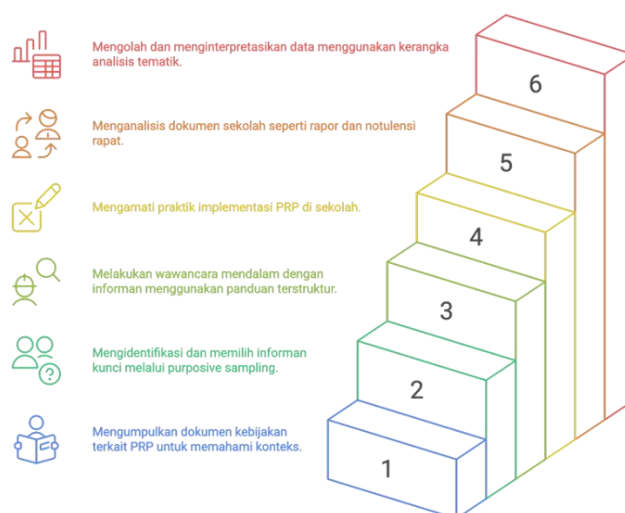 Mengolah dan menginterpretasikan data menggunakan kerangka
analisis tematik.
6
Menganalisis dokumen sekolah seperti rapor dan notulensi
rapat.
5
Mengamati praktik implementasi PRP di sekolah.
4
Melakukan wawancara mendalam dengan
informan menggunakan panduan terstruktur.
3
Mengidentifikasi dan memilih informan
kunci melalui purposive sampling.
2
Mengumpulkan dokumen kebijakan
terkait PRP untuk memahami konteks.
1